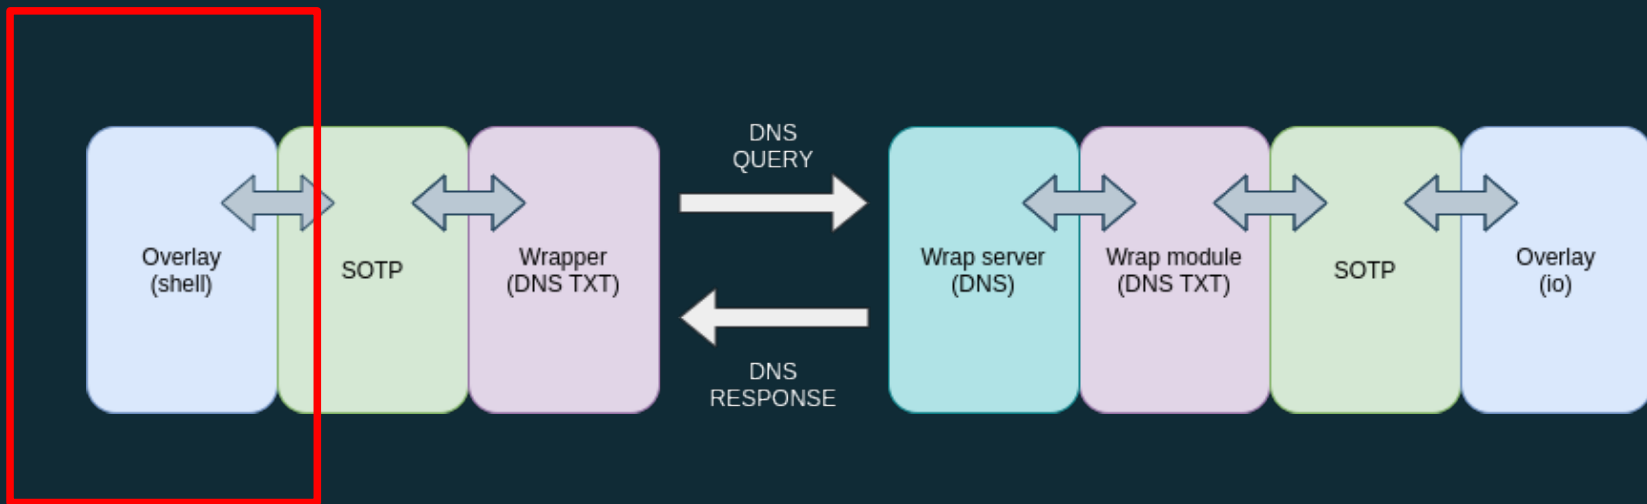 Overlay
(shell)
SOTP
Wrapper
(DNS TXT)
DNS
QUERY
DNS
RESPONSE
Wrap server
(DNS)
Wrap module
(DNS TXT)
SOTP
Overlay
(io)